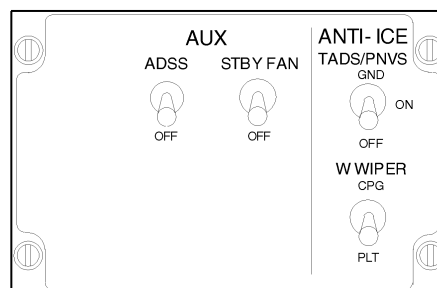 AUX
ADSS
STBY FAN
OFF
OFF
ANTI-ICE
TADS/PNVS
GND
ON
OFF
W WIPER
CPG
PLT